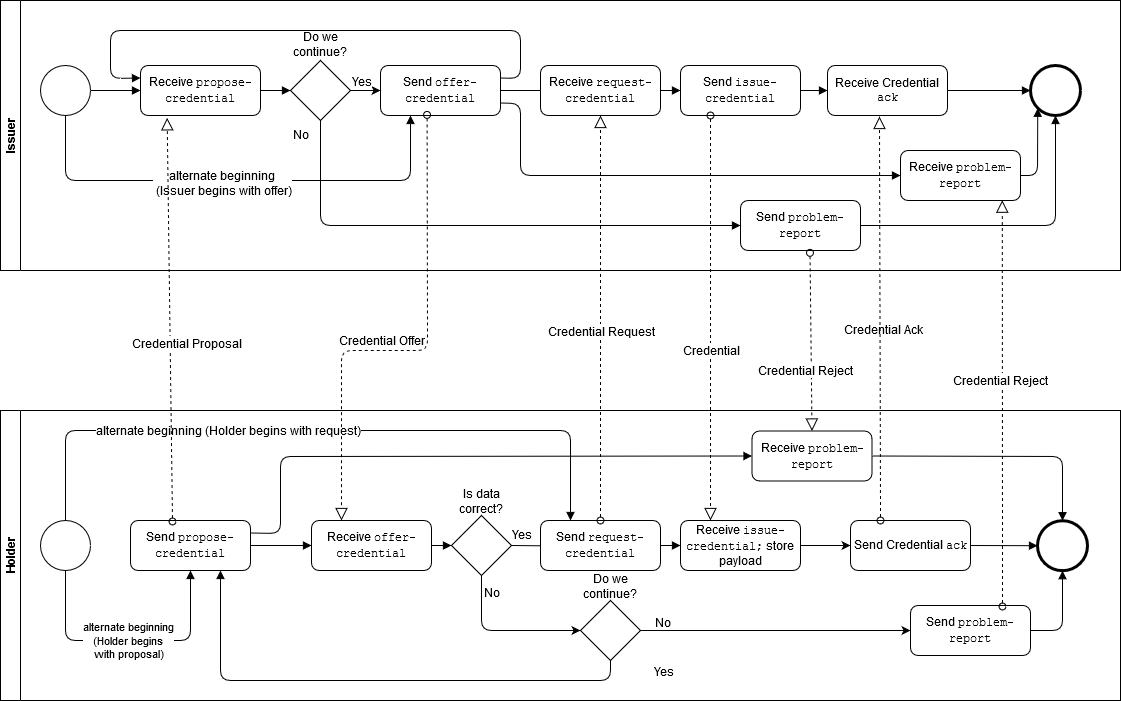 Issuer
Do we
continue?
Receive propose-
credential
Yes
No
Send offer-
credential
Receive request-
credential
Send issue-
credential
Receive Credential
ack
alternate beginning
(Issuer begins with offer)
Receive problem-
report
Send problem-
report
Credential Proposal
Credential Offer
Credential Request
Credential
Credential Reject
Credential Ack
Credential Reject
Holder
alternate beginning (Holder begins with request)
Receive problem-
report
Is data
correct?
Send propose-
credential
Receive offer-
credential
Yes
Send request-
credential
Receive issue-
credential; store
payload
Send Credential ack
No
Do we
continue?
No
Send problem-
report
alternate beginning
(Holder begins
with proposal)
Yes